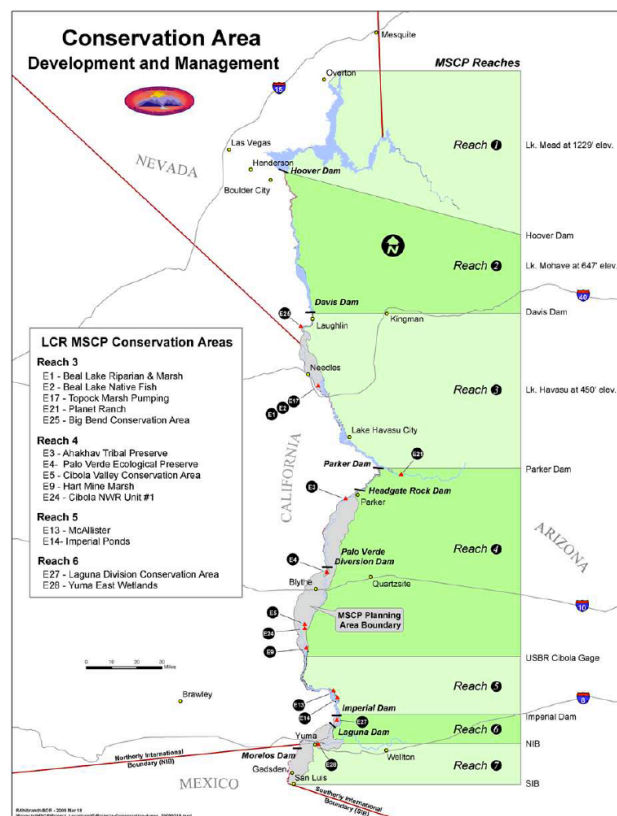 Conservation Area
Development and Management
Mesquite
MSCP Reaches
Overton
15
Las Vegas
NEVADA
Henderson
Boulder City
Hoover Dam
Reach 1
Lk. Mead at 1229' elev.
Hoover Dam
N
Reach 2
Lk. Mohave at 647' elev.
40
Davis Dam
E25
Laughlin
Kingman
Davis Dam
LCR MSCP Conservation Areas
Reach 3
E1 - Beal Lake Riparian & Marsh
E2 - Beal Lake Native Fish
E17 - Topock Marsh Pumping
E21 - Planet Ranch
E25 - Big Bend Conservation Area
Reach 4
E3 - Ahakhav Tribal Preserve
E4 - Palo Verde Ecological Preserve
E5 - Cibola Valley Conservation Area
E9 - Hart Mine Marsh
E24 - Cibola NWR Unit #1
Reach 5
E13 - McAllister
E14- Imperial Ponds
Reach 6
E27 - Laguna Division Conservation Area
E28 - Yuma East Wetlands
Needles
E1
E2
E17
Reach 3
Lk. Havasu at 450' elev.
Lake Havasu City
CALIFORNIA
Parker Dam
E21
Parker Dam
E3
Headgate Rock Dam
Parker
ARIZONA
Reach 4
Palo Verde
Diversion Dam
E4
Blythe
Quartzsite
10
E5
MSCP Planning
Area Boundary
E24
E9
USBR Cibola Gage
30
Miles
Brawley
Reach 5
8
E13
E14
Imperial Dam
E27
Imperial Dam
Laguna Dam
Reach 6
Yuma
NIB
Morelos Dam
Wellton
E28
Northerly International
Boundary (NIB)
MEXICO
Gadsden
San Luis
Reach 7
SIB
Southerly International
Boundary (SIB)